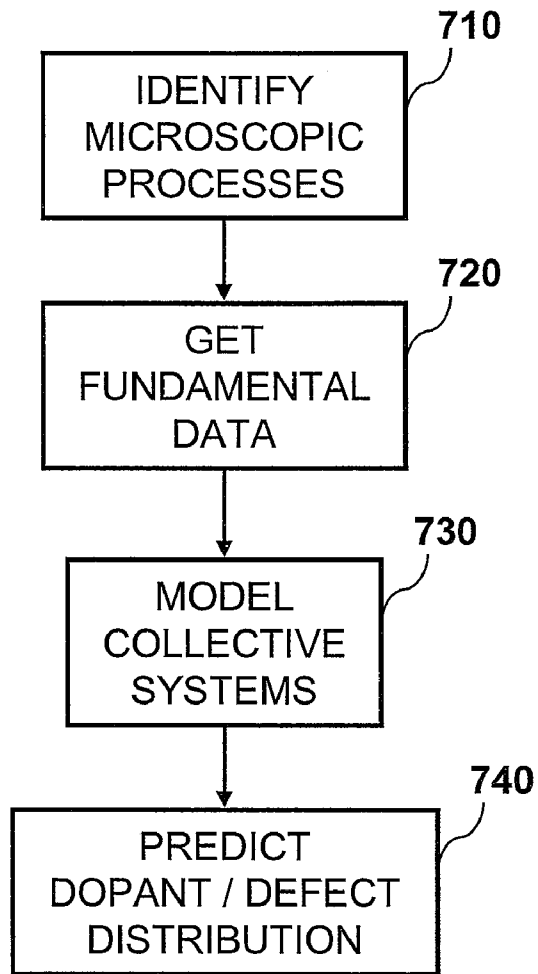 710
IDENTIFY
MICROSCOPIC
PROCESSES
720
GET
FUNDAMENTAL
DATA
730
MODEL
COLLECTIVE
SYSTEMS
740
PREDICT
DOPANT / DEFECT
DISTRIBUTION